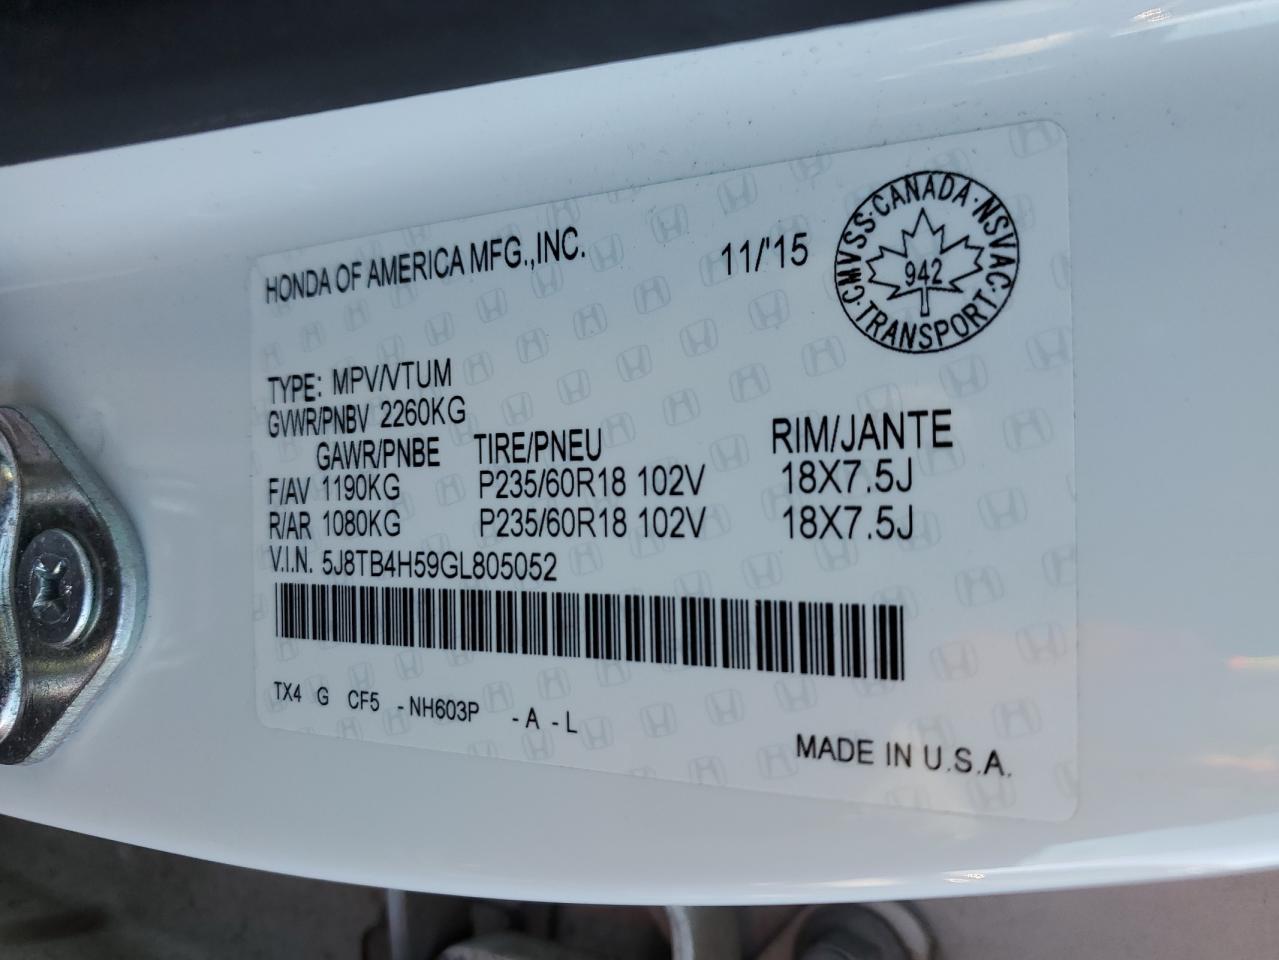 HONDA OF AMERICA MFG.,INC. 11/'15
CMVSS·CANADA·NSVAC·TRANSPORT·
942
TYPE: MPV/VTUM
GVWR/PNBV 2260KG
GAWR/PNBE TIRE/PNEU RIM/JANTE
F/AV 1190KG P235/60R18 102V 18X7.5J
R/AR 1080KG P235/60R18 102V 18X7.5J
V.I.N. 5J8TB4H59GL805052
TX4 G CF5 -NH603P -A -L
MADE IN U.S.A.